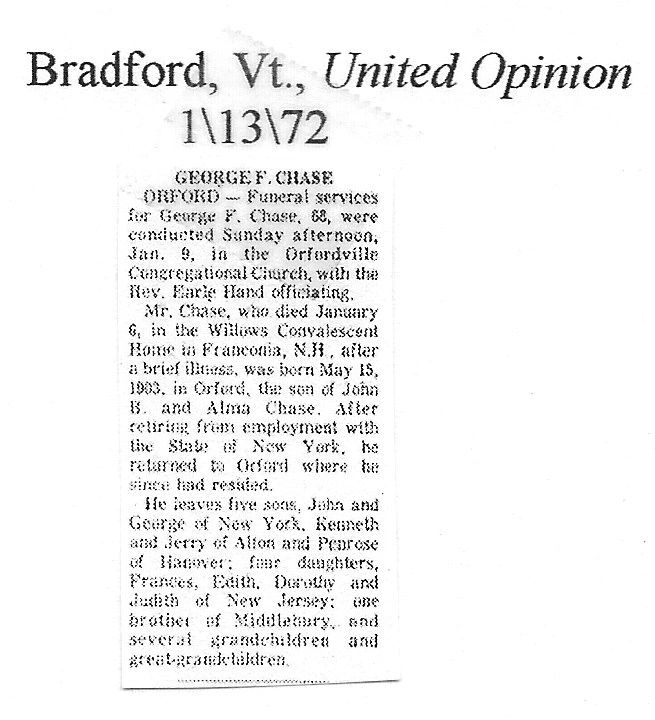 Bradford, Vt., United Opinion
1\13\72
GEORGE F. CHASE
ORFORD — Funeral services
for George F. Chase, 68, were
conducted Sunday afternoon,
Jan. 9, in the Orfordville
Congregational Church, with the
Rev. Earle Hand officiating.
Mr. Chase, who died January
6, in the Willows Convalescent
Home in Franconia, N.H., after
a brief illness, was born May 15,
1903, in Orford, the son of John
B. and Alma Chase. After
retiring from employment with
the State of New York, he
returned to Orford where he
since had resided.
He leaves five sons, John and
George of New York, Kenneth
and Jerry of Alton and Penrose
of Hanover; four daughters,
Frances, Edith, Dorothy and
Judith of New Jersey; one
brother of Middlebury, and
several grandchildren and
great-grandchildren.